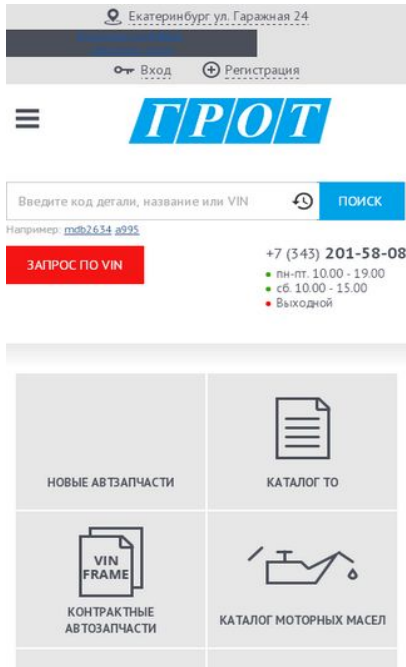 Екатеринбург ул. Гаражная 24
Вход
Регистрация
ГРОТ
Введите код детали, название или VIN
ПОИСК
Например: mdb2634 a995
ЗАПРОС ПО VIN
+7 (343) 201-58-08
пн-пт. 10.00 - 19.00
сб. 10.00 - 15.00
Выходной
НОВЫЕ АВТЗАПЧАСТИ
КАТАЛОГ ТО
VIN
FRAME
КОНТРАКТНЫЕ
АВТОЗАПЧАСТИ
КАТАЛОГ МОТОРНЫХ МАСЕЛ